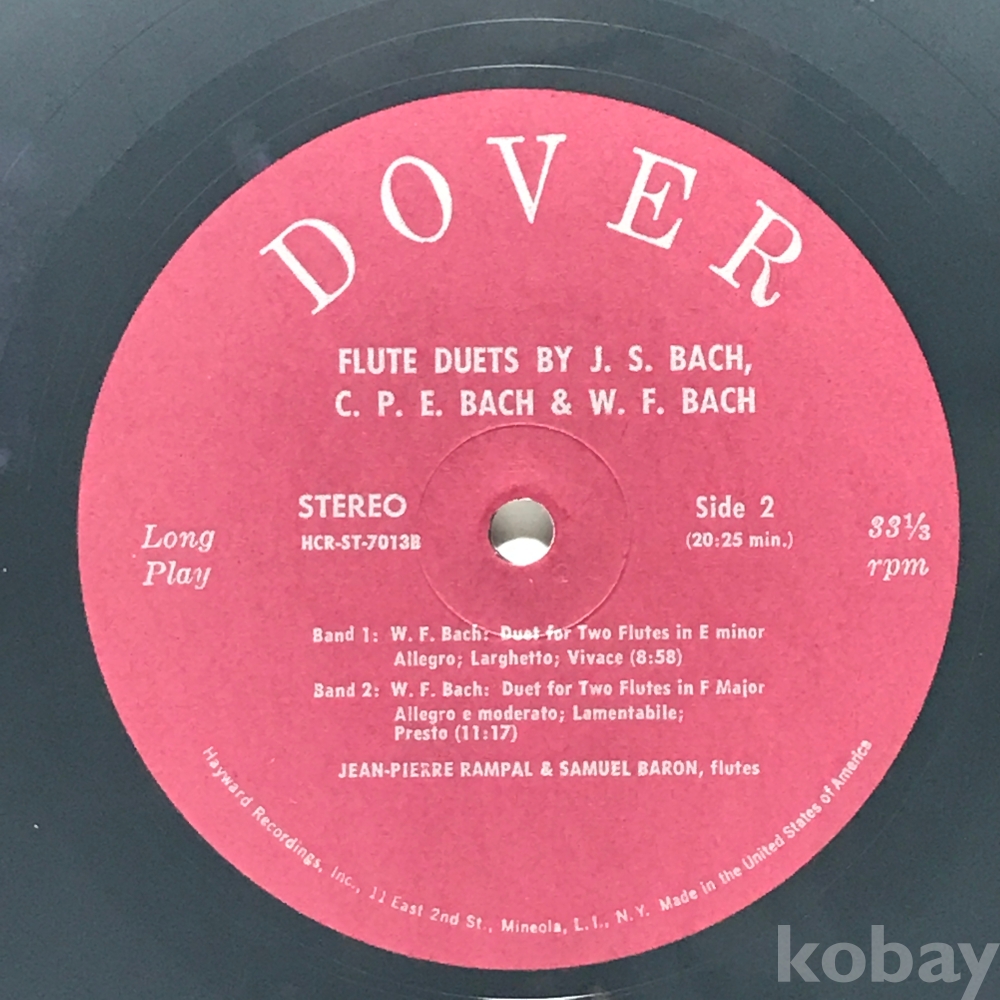 DOVER
FLUTE DUETS BY J. S. BACH,
C. P. E. BACH & W. F. BACH
STEREO
HCR-ST-7013B
Side 2
(20:25 min.)
Long
Play
33⅓
rpm
Band 1: W. F. Bach: Duet for Two Flutes in E minor
Allegro; Larghetto; Vivace (8:58)
Band 2: W. F. Bach: Duet for Two Flutes in F Major
Allegro e moderato; Lamentabile;
Presto (11:17)
JEAN-PIERRE RAMPAL & SAMUEL BARON, flutes
Hayward Recordings, Inc., 11 East 2nd St., Mineola, L.I., N.Y. Made in the United States of America
kobay